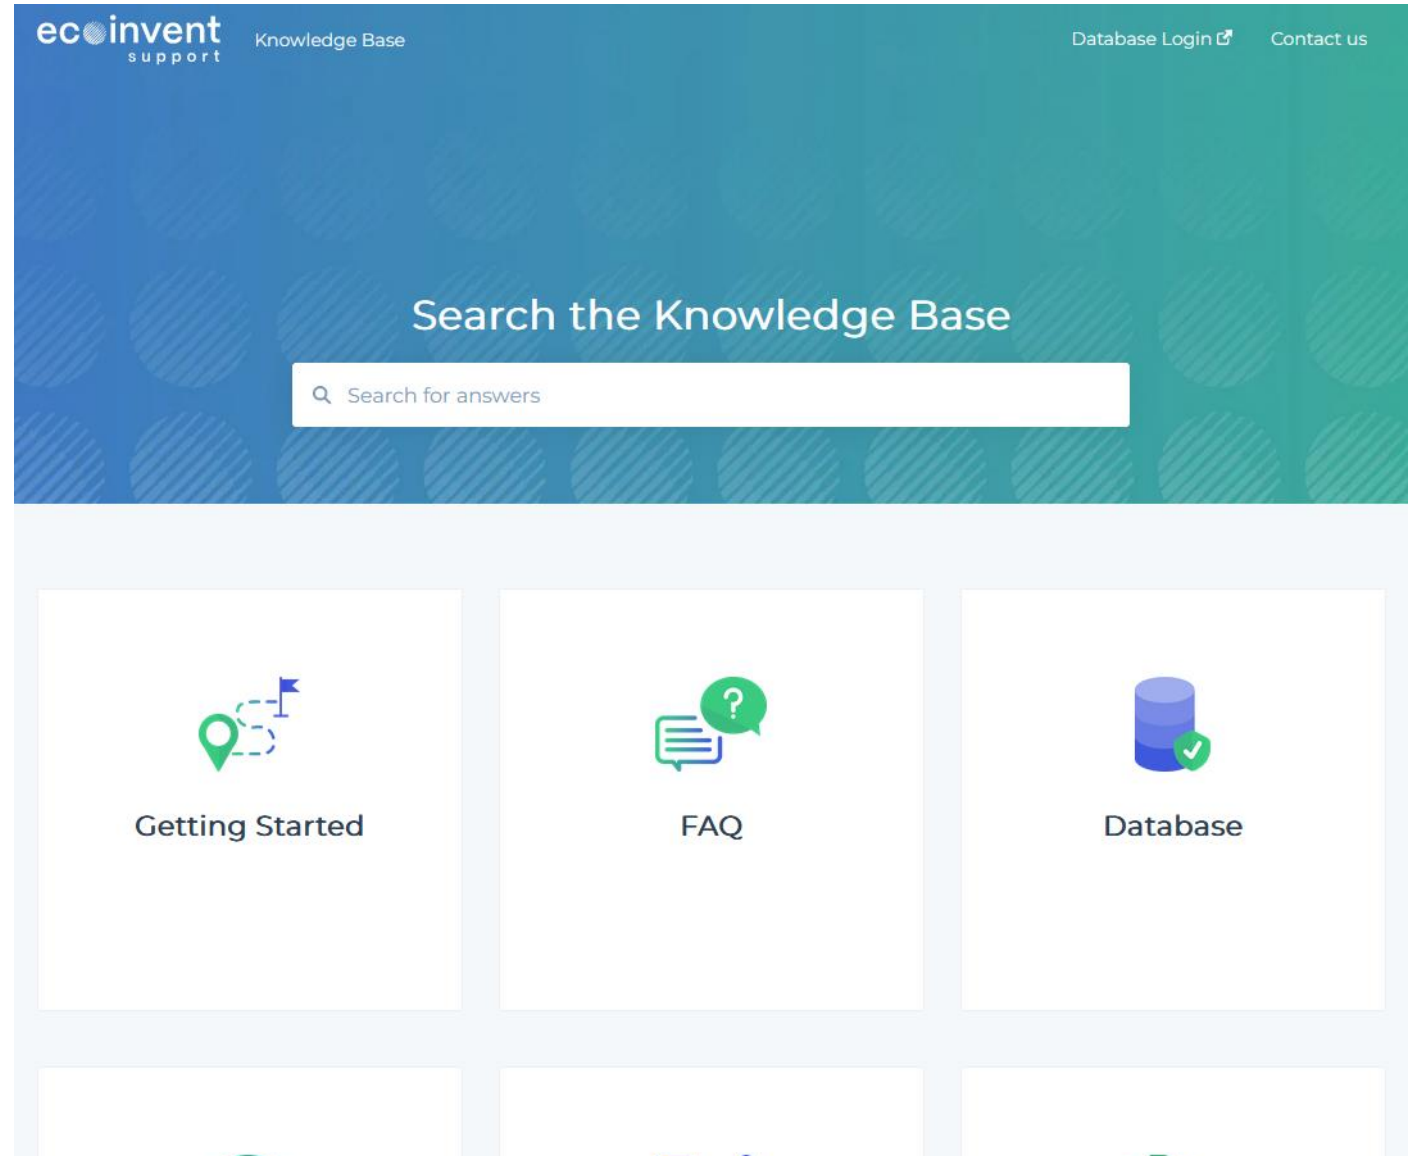 ecoinvent
support
Knowledge Base
Database Login
Contact us
Search the Knowledge Base
Search for answers
?
Getting Started
FAQ
Database